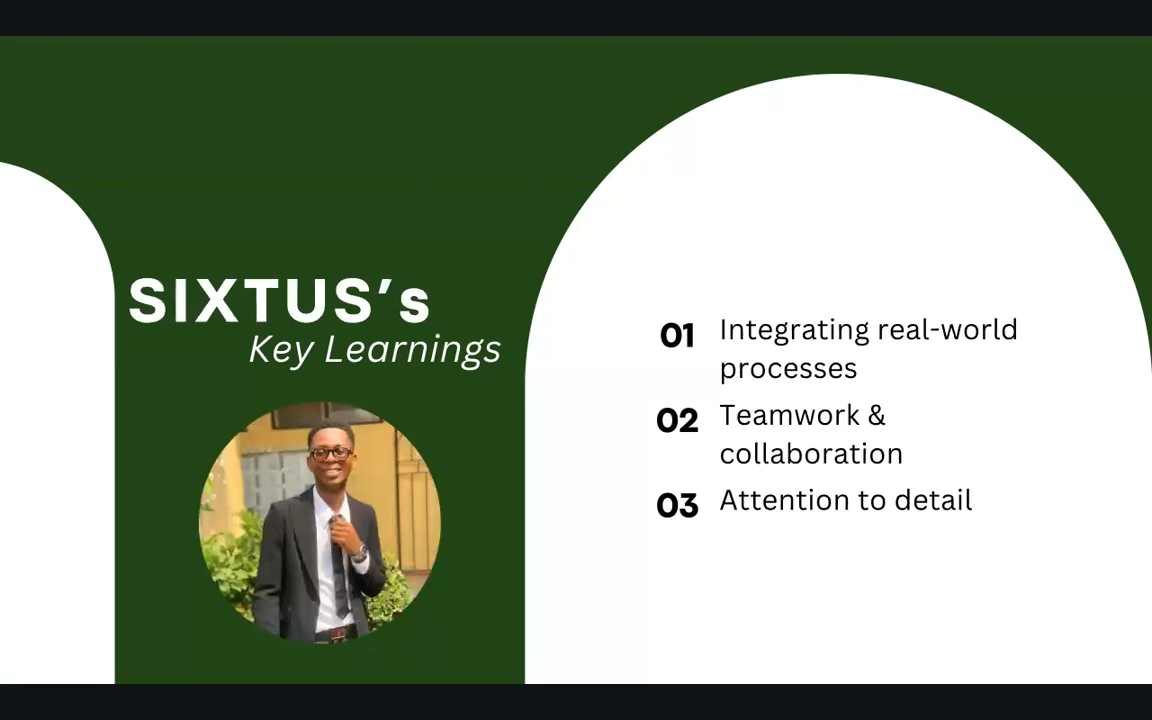 SIXTUS’s
Key Learnings
01 Integrating real-world
processes
02 Teamwork &
collaboration
03 Attention to detail